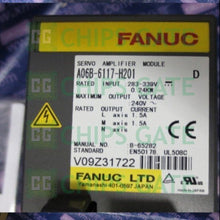 FANUC
SERVO AMPLIFIER MODULE
A06B-6117-H201 D
RATED INPUT 283-339V
0.24KW
MAXIMUM OUTPUT VOLTAGE
240V
RATED OUTPUT
L axis 1.5A
M axis 1.5A
MANUAL NO. B-65282
STANDARD EN50178 UL508C
V09Z31722
FANUC LTD
Yamanashi 401-0597 JAPAN
CHIPS GATE